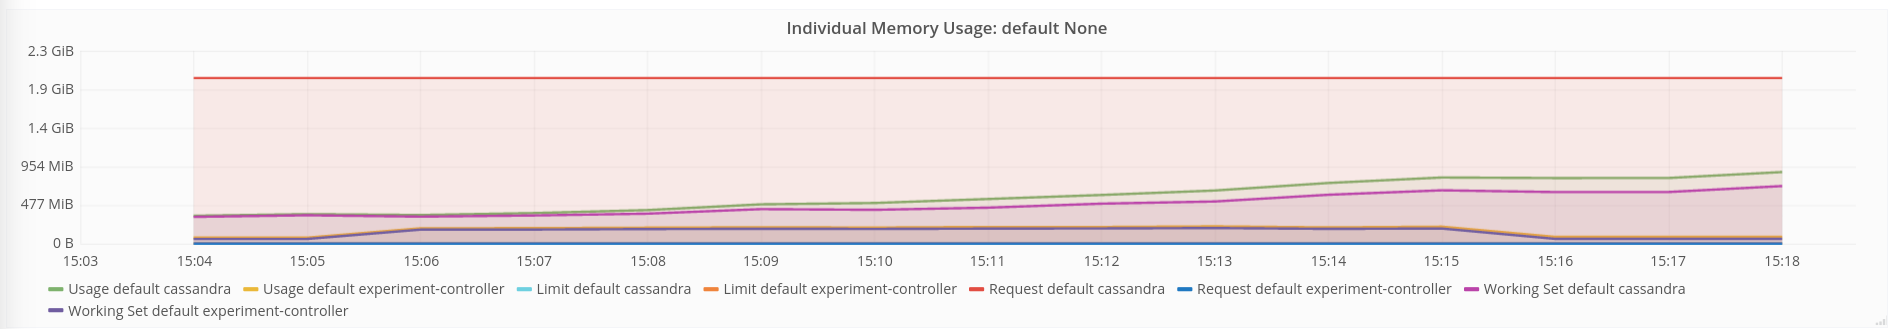 Individual Memory Usage: default None
2.3 GiB
1.9 GiB
1.4 GiB
954 MiB
477 MiB
0 B
15:03 15:04 15:05 15:06 15:07 15:08 15:09 15:10 15:11 15:12 15:13 15:14 15:15 15:16 15:17 15:18
Usage default cassandra Usage default experiment-controller Limit default cassandra Limit default experiment-controller Request default cassandra Request default experiment-controller Working Set default cassandra
Working Set default experiment-controller